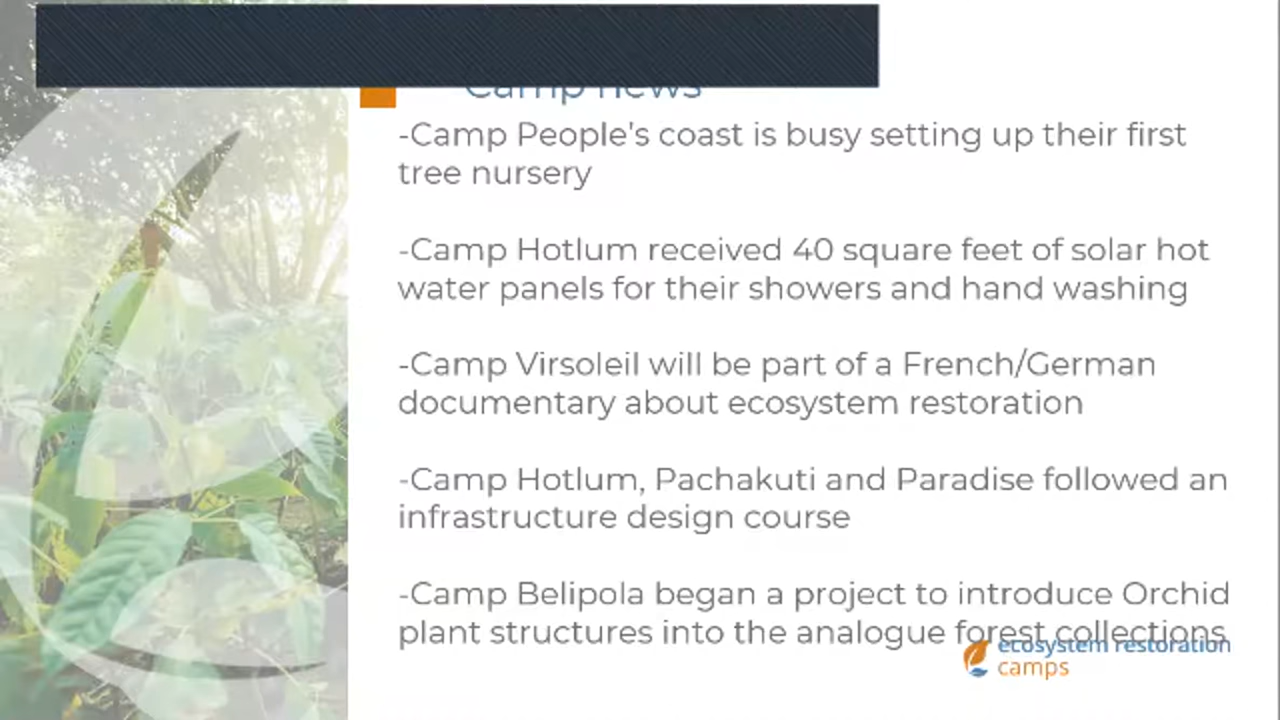 Camp news
-Camp People's coast is busy setting up their first
tree nursery
-Camp Hotlum received 40 square feet of solar hot
water panels for their showers and hand washing
-Camp Virsoleil will be part of a French/German
documentary about ecosystem restoration
-Camp Hotlum, Pachakuti and Paradise followed an
infrastructure design course
-Camp Belipola began a project to introduce Orchid
plant structures into the analogue forest collections
ecosystem restoration
camps